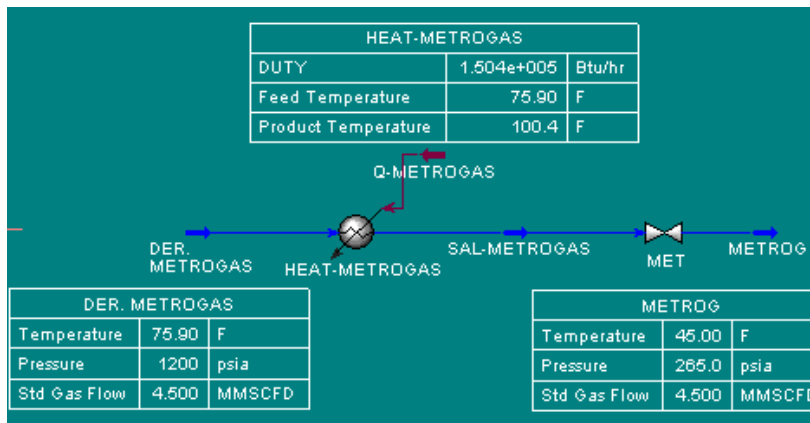 HEAT-METROGAS
DUTY 1.504e+005 Btu/hr
Feed Temperature 75.90 F
Product Temperature 100.4 F
Q-METROGAS
DER. METROGAS
HEAT-METROGAS
SAL-METROGAS
MET
METROG
DER. METROGAS
Temperature 75.90 F
Pressure 1200 psia
Std Gas Flow 4.500 MMSCFD
METROG
Temperature 45.00 F
Pressure 265.0 psia
Std Gas Flow 4.500 MMSCFD